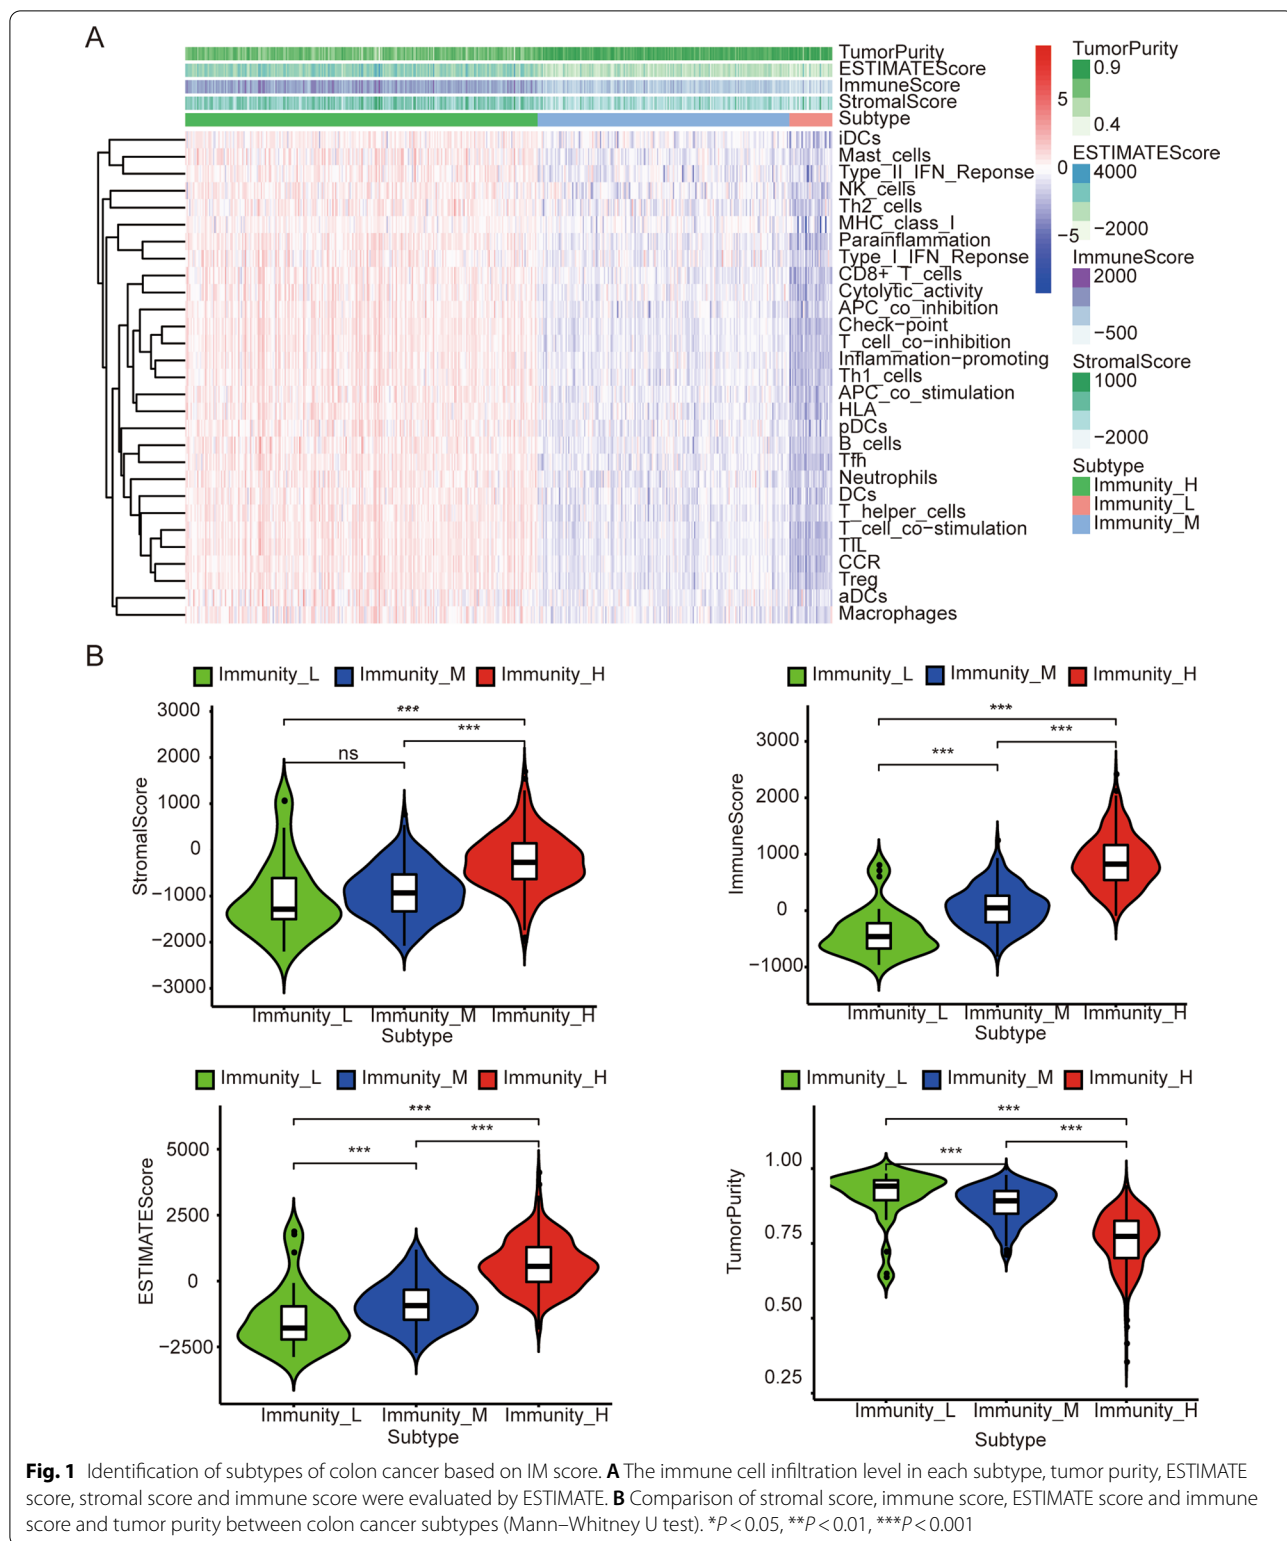 A
TumorPurity
ESTIMATEScore
ImmuneScore
StromalScore
Subtype
iDCs
Mast_cells
Type_II_IFN_Reponse
NK_cells
Th2_cells
MHC_class_I
Parainflammation
Type_I_IFN_Reponse
CD8+_T_cells
Cytolytic_activity
APC_co_inhibition
Check-point
T_cell_co-inhibition
Inflammation-promoting
Th1_cells
APC_co_stimulation
HLA
pDCs
B_cells
Tfh
Neutrophils
DCs
T_helper_cells
T_cell_co-stimulation
TIL
CCR
Treg
aDCs
Macrophages
5
0
−5
TumorPurity
0.9
0.4
ESTIMATEScore
4000
−2000
ImmuneScore
2000
−500
StromalScore
1000
−2000
Subtype
Immunity_H
Immunity_L
Immunity_M
B
Immunity_L Immunity_M Immunity_H
StromalScore
3000
2000
1000
0
−1000
−2000
−3000
***
***
ns
Immunity_L Immunity_M Immunity_H
Subtype
Immunity_L Immunity_M Immunity_H
ImmuneScore
3000
2000
1000
0
−1000
***
***
***
Immunity_L Immunity_M Immunity_H
Subtype
Immunity_L Immunity_M Immunity_H
ESTIMATEScore
5000
2500
0
−2500
***
***
***
Immunity_L Immunity_M Immunity_H
Subtype
Immunity_L Immunity_M Immunity_H
TumorPurity
1.00
0.75
0.50
0.25
***
***
***
Immunity_L Immunity_M Immunity_H
Subtype
Fig. 1 Identification of subtypes of colon cancer based on IM score. A The immune cell infiltration level in each subtype, tumor purity, ESTIMATE
score, stromal score and immune score were evaluated by ESTIMATE. B Comparison of stromal score, immune score, ESTIMATE score and immune
score and tumor purity between colon cancer subtypes (Mann–Whitney U test). *P < 0.05, **P < 0.01, ***P < 0.001